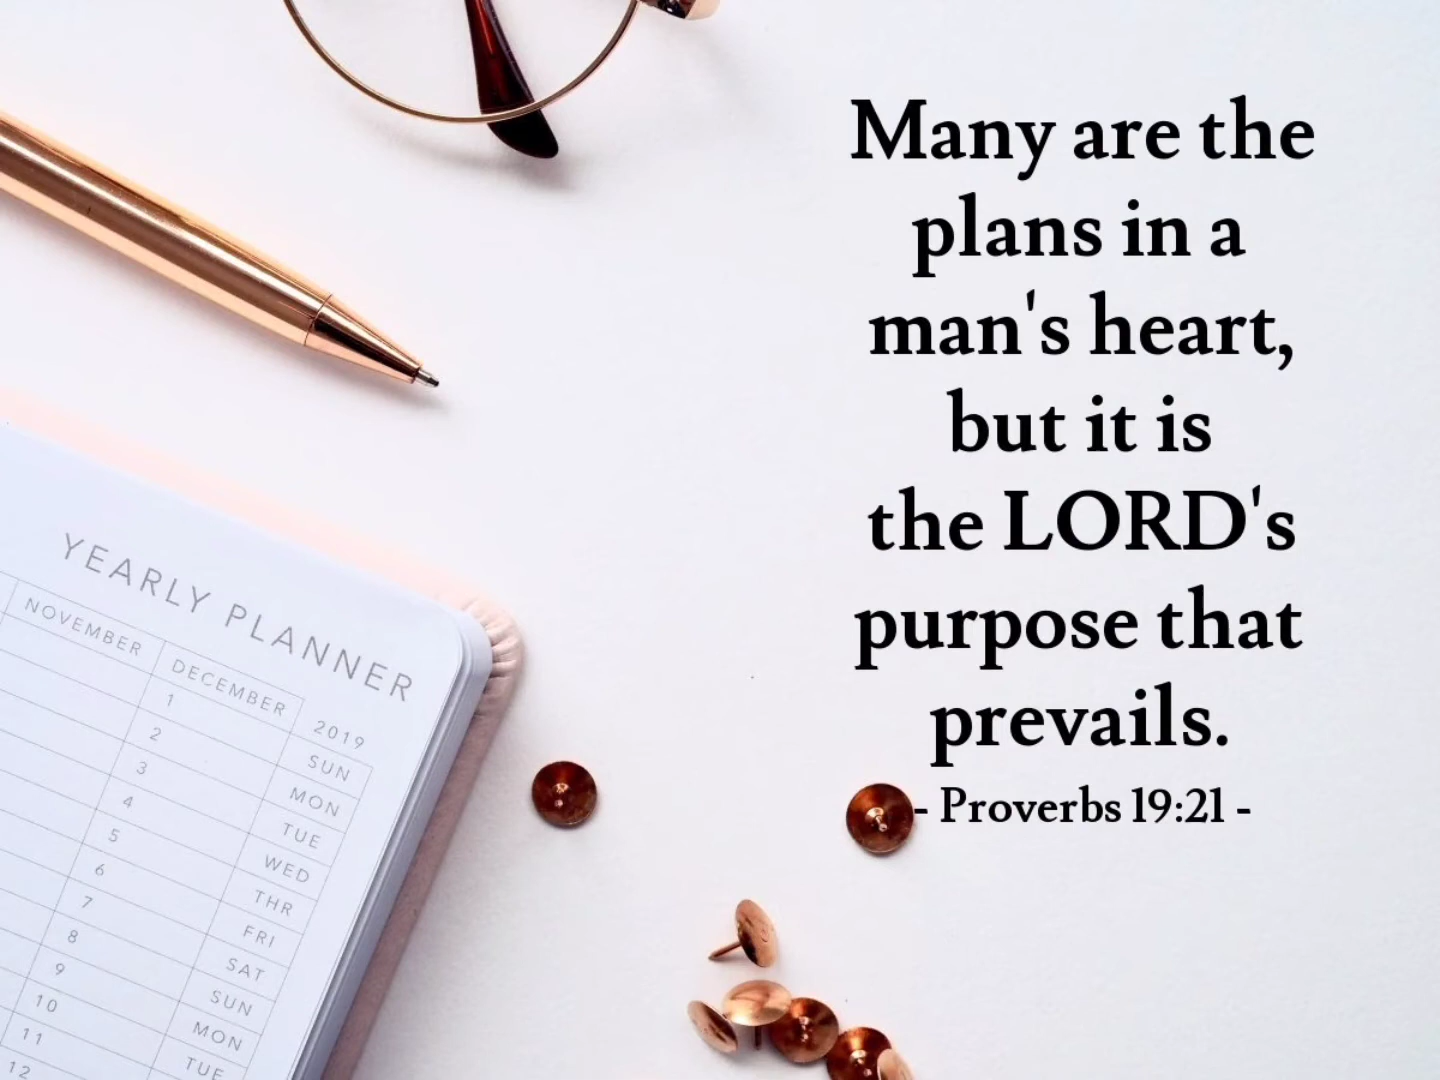 Many are the
plans in a
man's heart,
but it is
the LORD's
purpose that
prevails.
- Proverbs 19:21 -
YEARLY PLANNER
NOVEMBER DECEMBER 2019
1 SUN
2 MON
3 TUE
4 WED
5 THR
6 FRI
7 SAT
8 SUN
9 MON
10 TUE
11
12